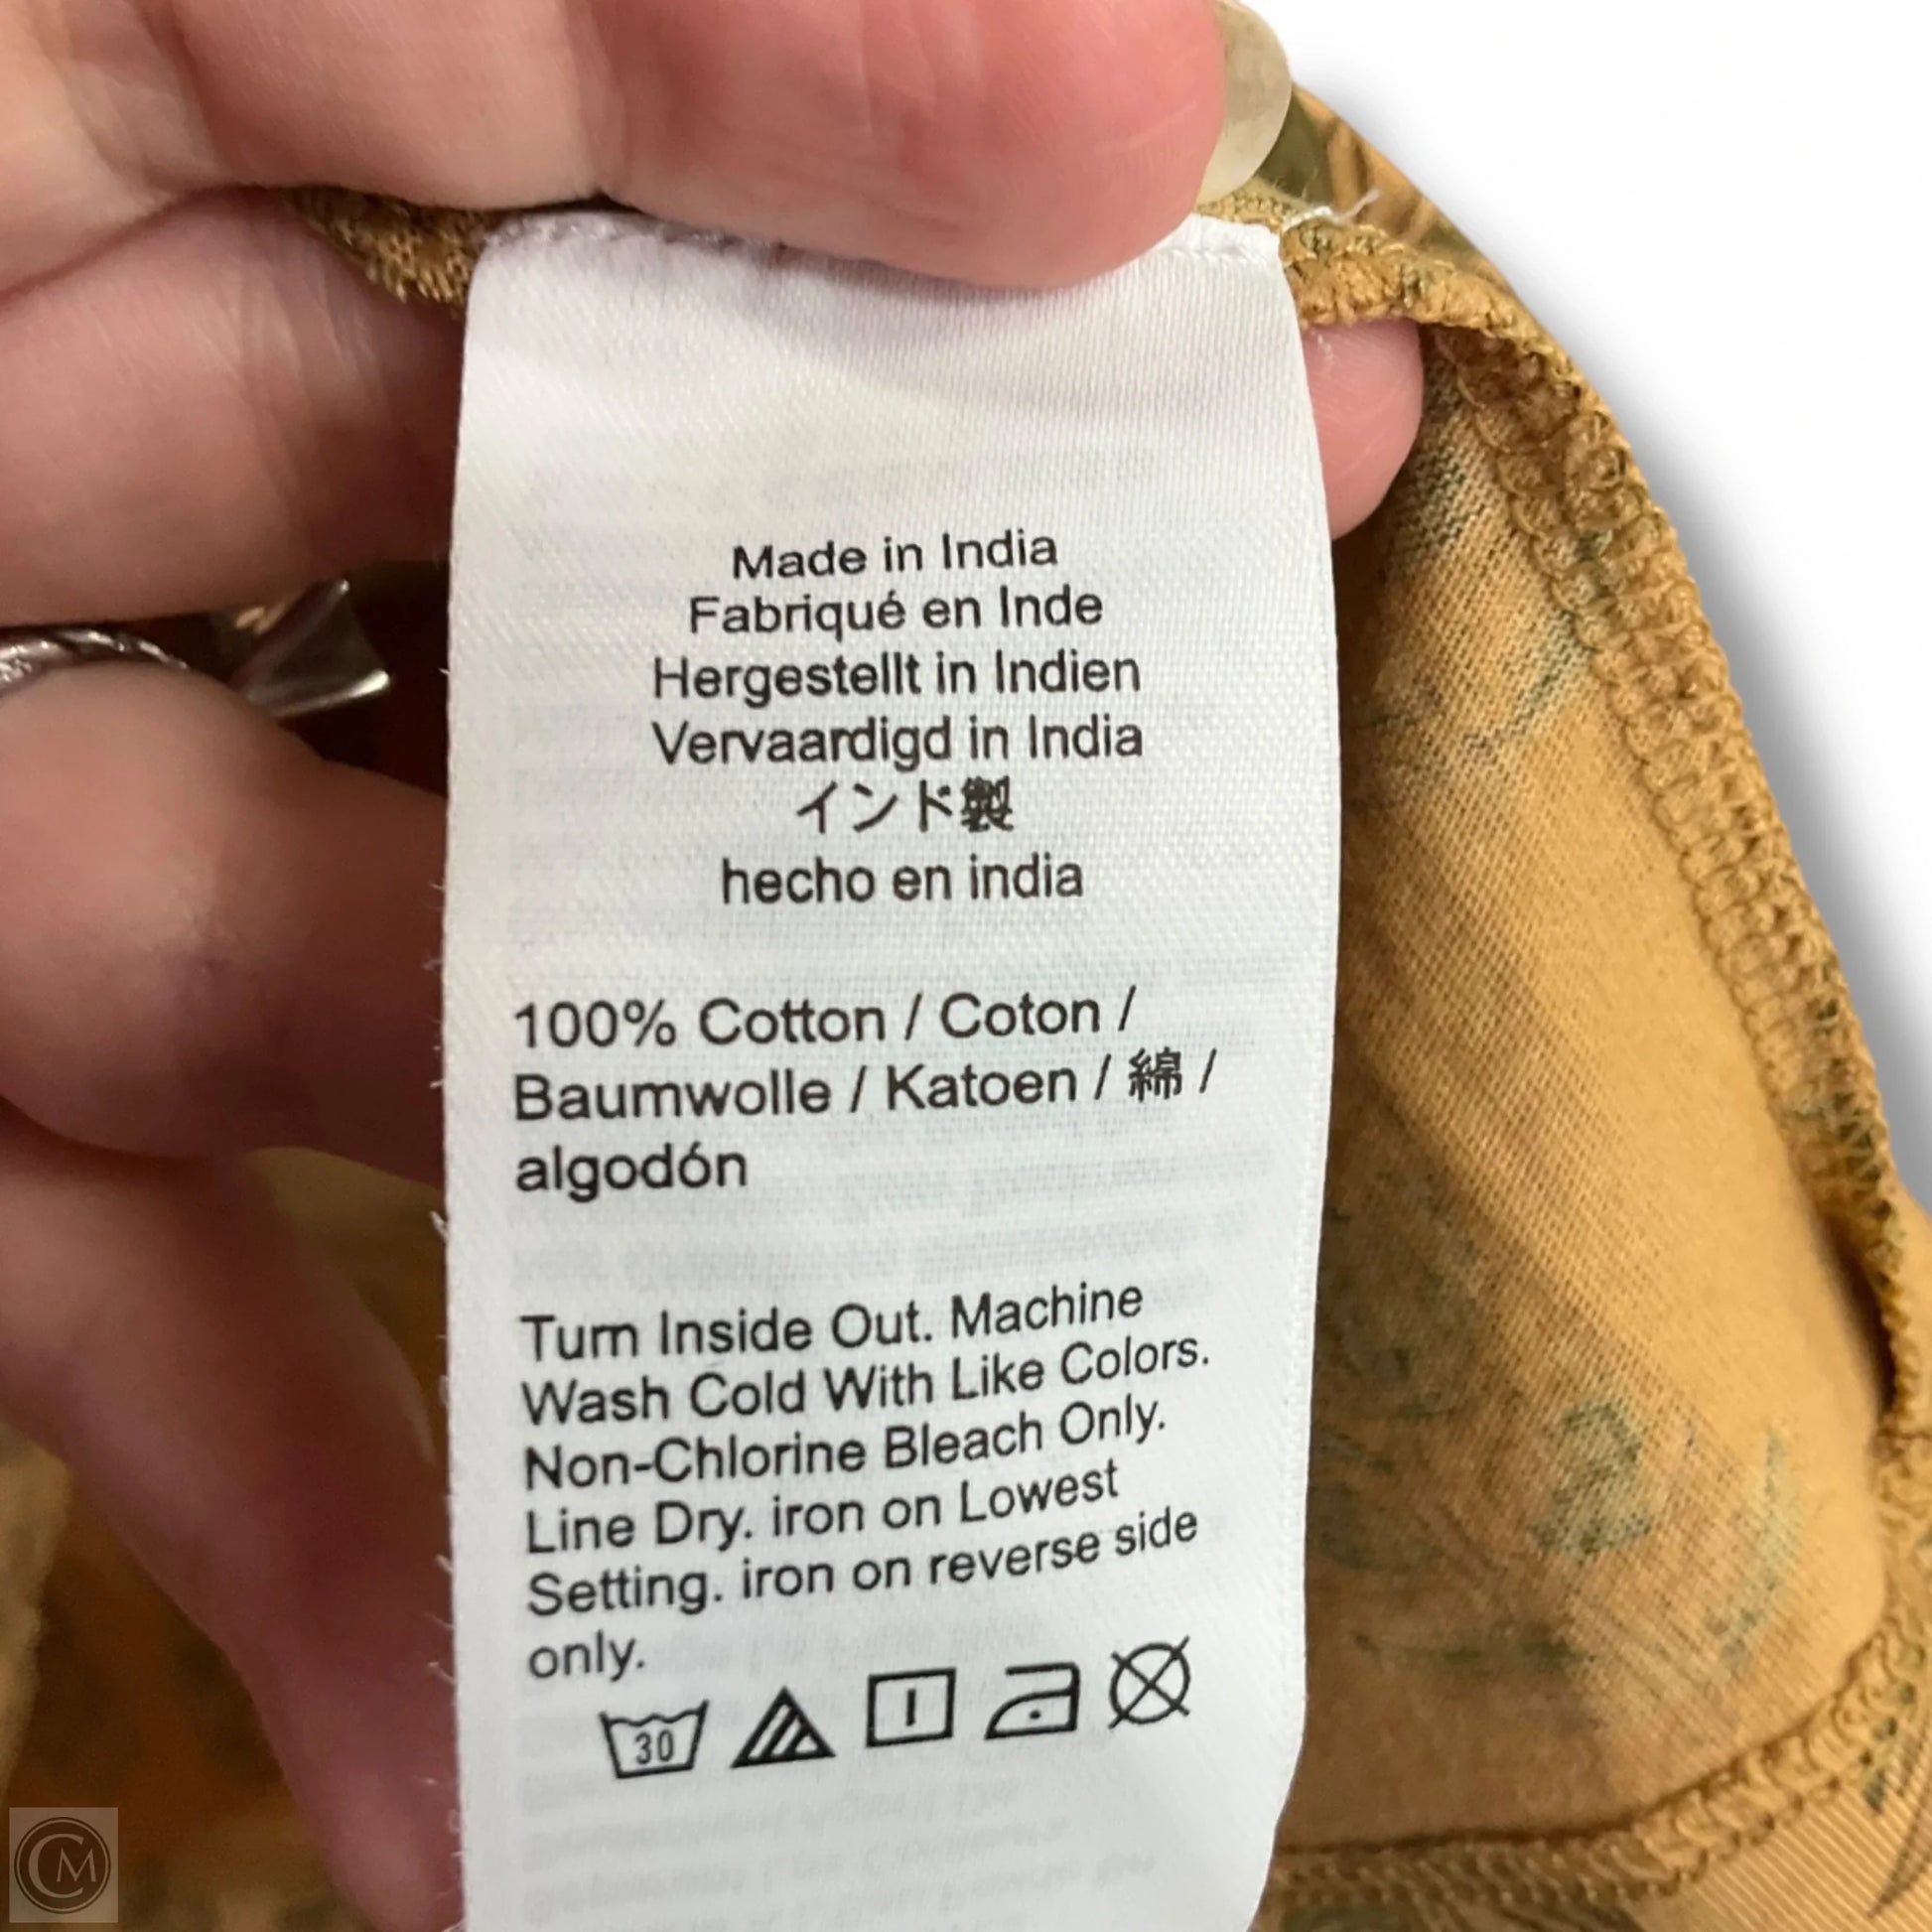 Made in India
Fabriqué en Inde
Hergestellt in Indien
Vervaardigd in India
インド製
hecho en india
100% Cotton / Coton /
Baumwolle / Katoen / 綿 /
algodón
Turn Inside Out. Machine
Wash Cold With Like Colors.
Non-Chlorine Bleach Only.
Line Dry. iron on Lowest
Setting. iron on reverse side
only.
30
CM